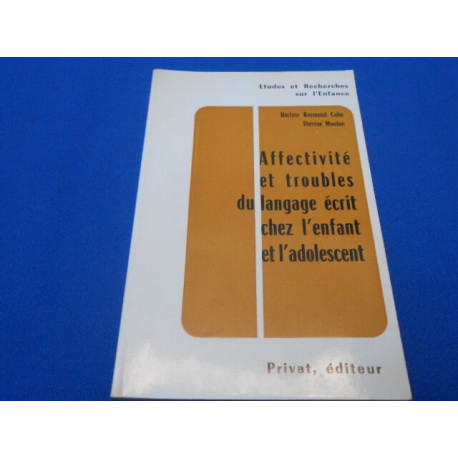 Etudes et Recherches
sur l'Enfance
Docteur Raymond Cahn
Thérèse Mouton
Affectivité
et troubles
du langage écrit
chez l'enfant
et l'adolescent
Privat, éditeur